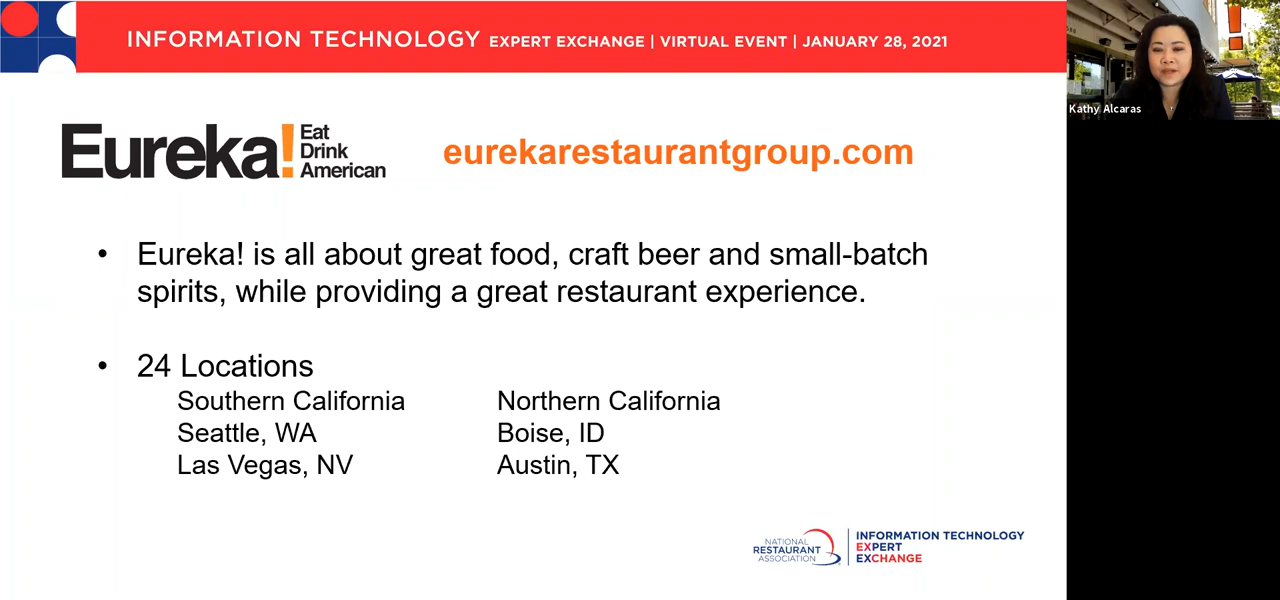 INFORMATION TECHNOLOGY EXPERT EXCHANGE | VIRTUAL EVENT | JANUARY 28, 2021
Kathy Alcaras
Eureka!
Eat
Drink
American
eurekarestaurantgroup.com
• Eureka! is all about great food, craft beer and small-batch
spirits, while providing a great restaurant experience.
• 24 Locations
Southern California Northern California
Seattle, WA Boise, ID
Las Vegas, NV Austin, TX
NATIONAL
RESTAURANT
ASSOCIATION
INFORMATION TECHNOLOGY
EXPERT
EXCHANGE